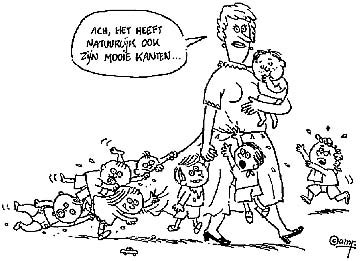 ACH, HET HEEFT
NATUURLIJK OOK
ZIJN MOOIE KANTEN...